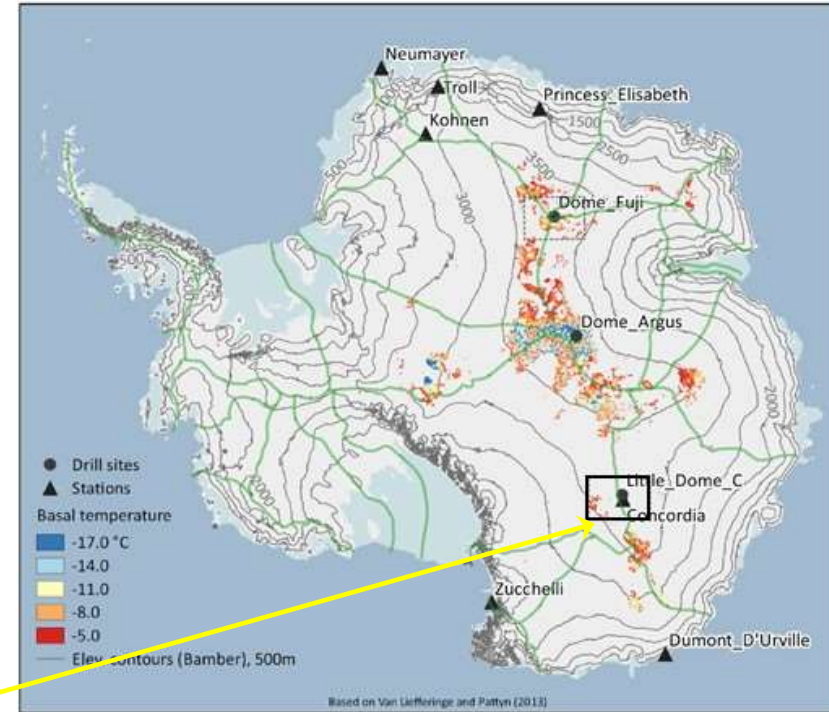 Neumayer
Troll
Princess_Elisabeth
Kohnen
1500
2500
500
3500
3000
Dome_Fuji
500
Dome_Argus
2000
Drill sites
Stations
Basal temperature
-17.0 °C
-14.0
-11.0
-8.0
-5.0
Elev. contours (Bamber), 500m
Little_Dome_C
Concordia
Zucchelli
Dumont_D'Urville
Based on Van Liefferinge and Pattyn (2013)